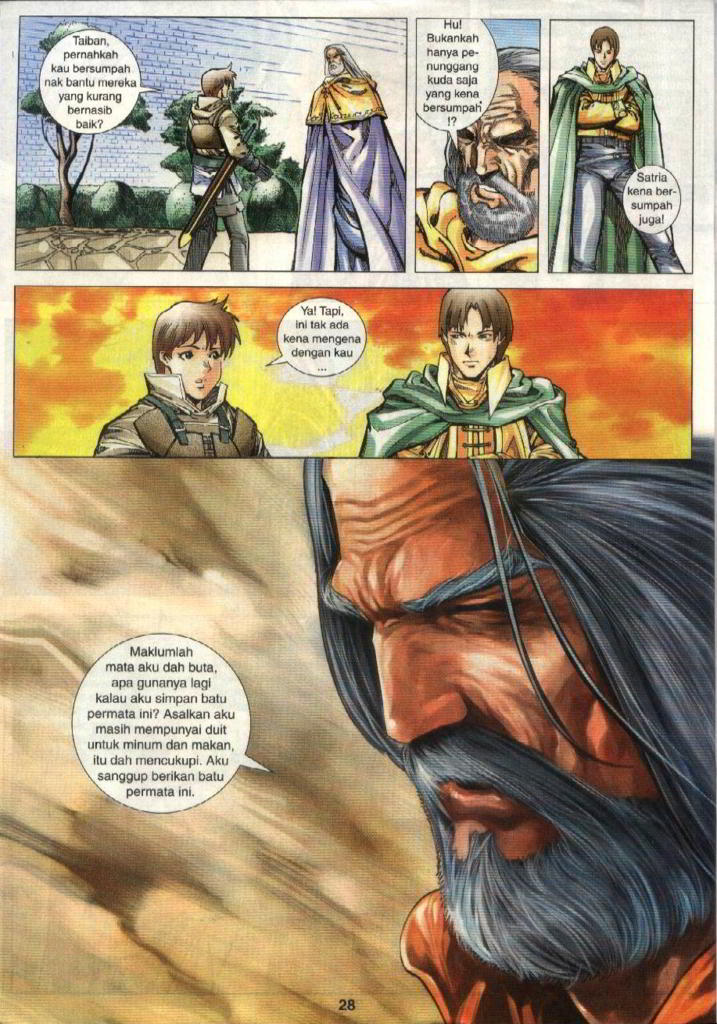 Taiban,
pernahkah
kau bersumpah
nak bantu mereka
yang kurang
bernasib
baik?
Hu!
Bukankah
hanya pe-
nunggang
kuda saja
yang kena
bersumpah
!?
Satria
kena ber-
sumpah
juga!
Ya! Tapi,
ini tak ada
kena mengena
dengan kau
...
Maklumlah
mata aku dah buta,
apa gunanya lagi
kalau aku simpan batu
permata ini? Asalkan aku
masih mempunyai duit
untuk minum dan makan,
itu dah mencukupi. Aku
sanggup berikan batu
permata ini.
28